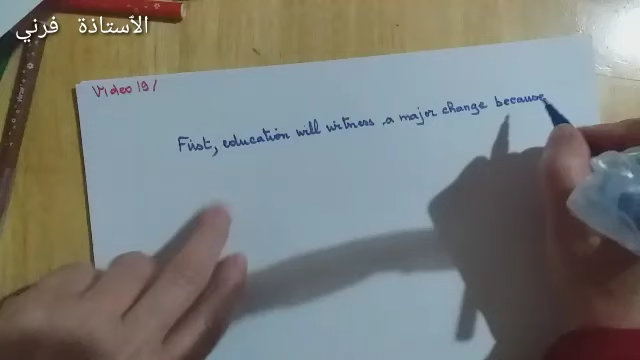 الأستاذة فرني
Video 19/
First, education will witness a major change because